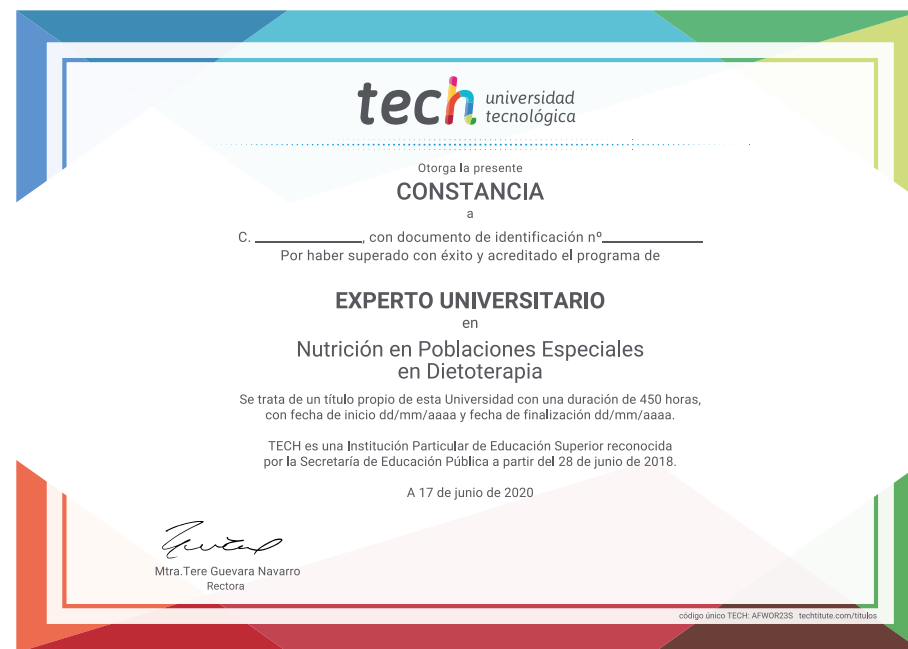 tech universidad
tecnológica
Otorga la presente
CONSTANCIA
a
C. ________________, con documento de identificación nº_______________
Por haber superado con éxito y acreditado el programa de
EXPERTO UNIVERSITARIO
en
Nutrición en Poblaciones Especiales
en Dietoterapia
Se trata de un título propio de esta Universidad con una duración de 450 horas,
con fecha de inicio dd/mm/aaaa y fecha de finalización dd/mm/aaaa.
TECH es una Institución Particular de Educación Superior reconocida
por la Secretaría de Educación Pública a partir del 28 de junio de 2018.
A 17 de junio de 2020
Mtra.Tere Guevara Navarro
Rectora
código único TECH: AFWOR23S techtitute.com/titulos